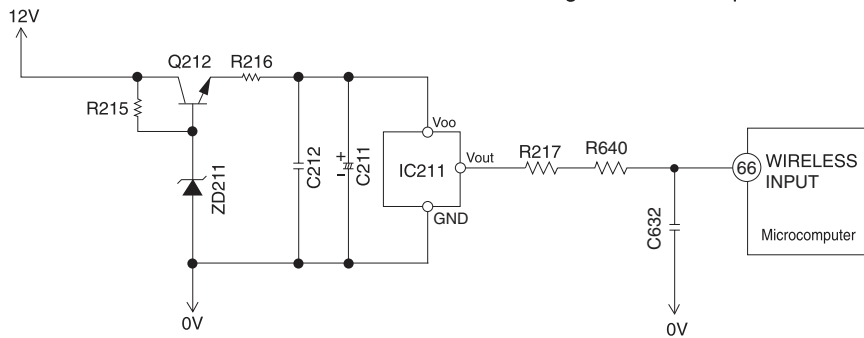 12V
Q212
R216
R215
ZD211
C212
+
-
C211
Voo
IC211
Vout
GND
R217
R640
C632
66
WIRELESS
INPUT
Microcomputer
0V
0V